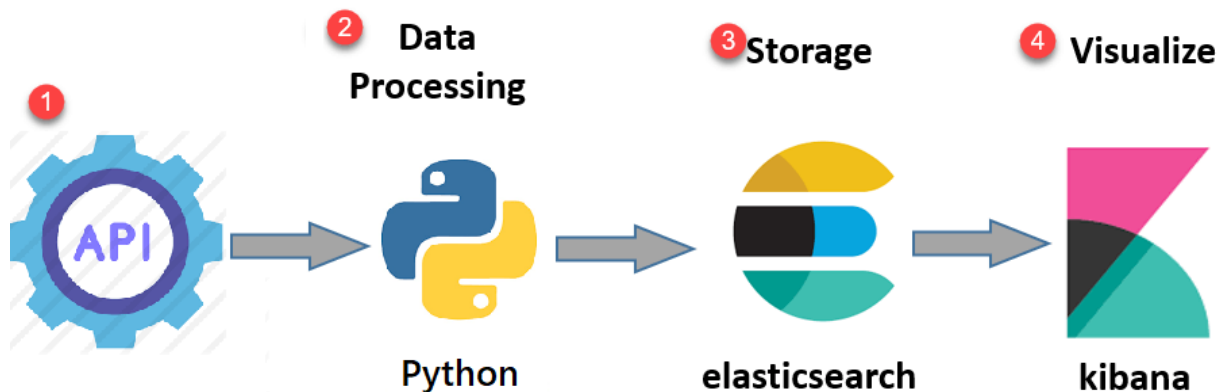 1
API
2
Data
Processing
Python
3
Storage
elasticsearch
4
Visualize
kibana